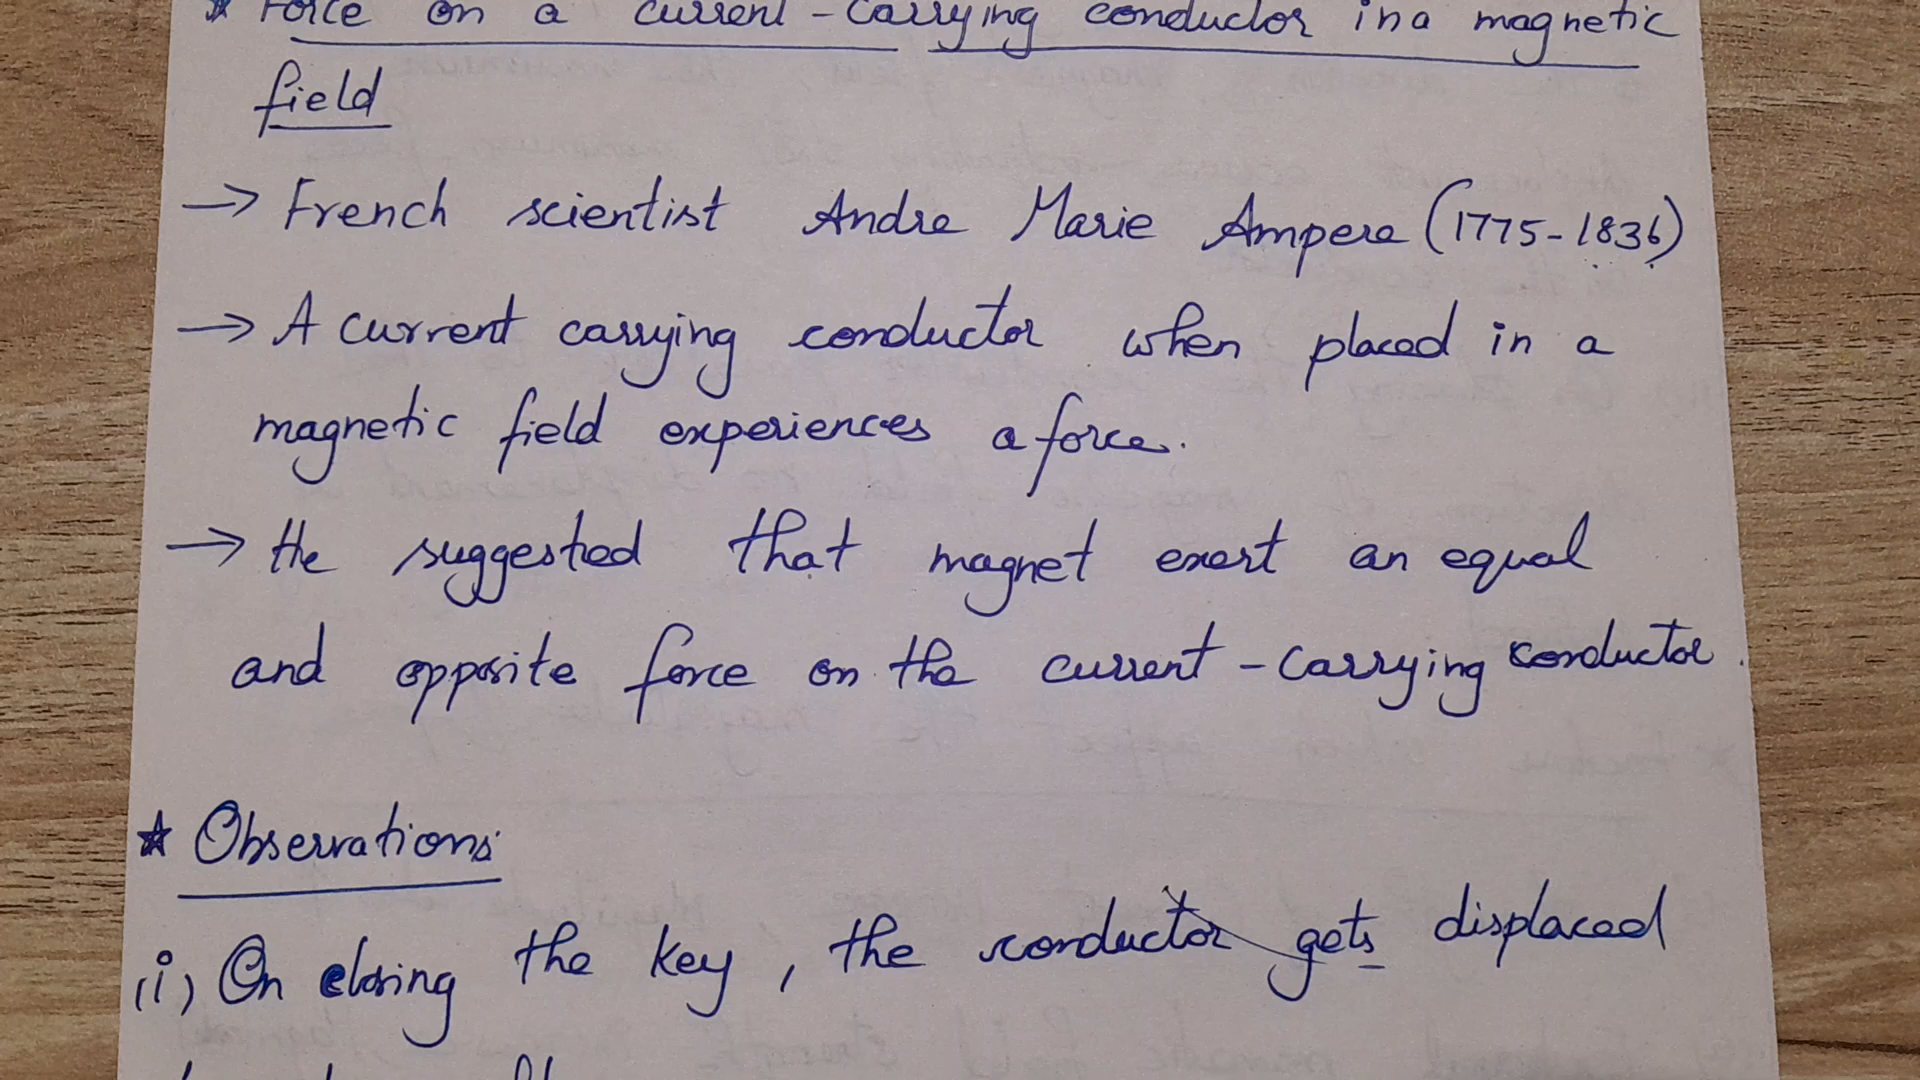 * Force on a current-carrying conductor in a magnetic
field
→ French scientist Andre Marie Ampere (1775-1836)
→ A current carrying conductor when placed in a
magnetic field experiences a force.
→ He suggested that magnet exert an equal
and opposite force on the current-carrying conductor.
* Observations:
(i) On closing the key, the conductor gets displaced